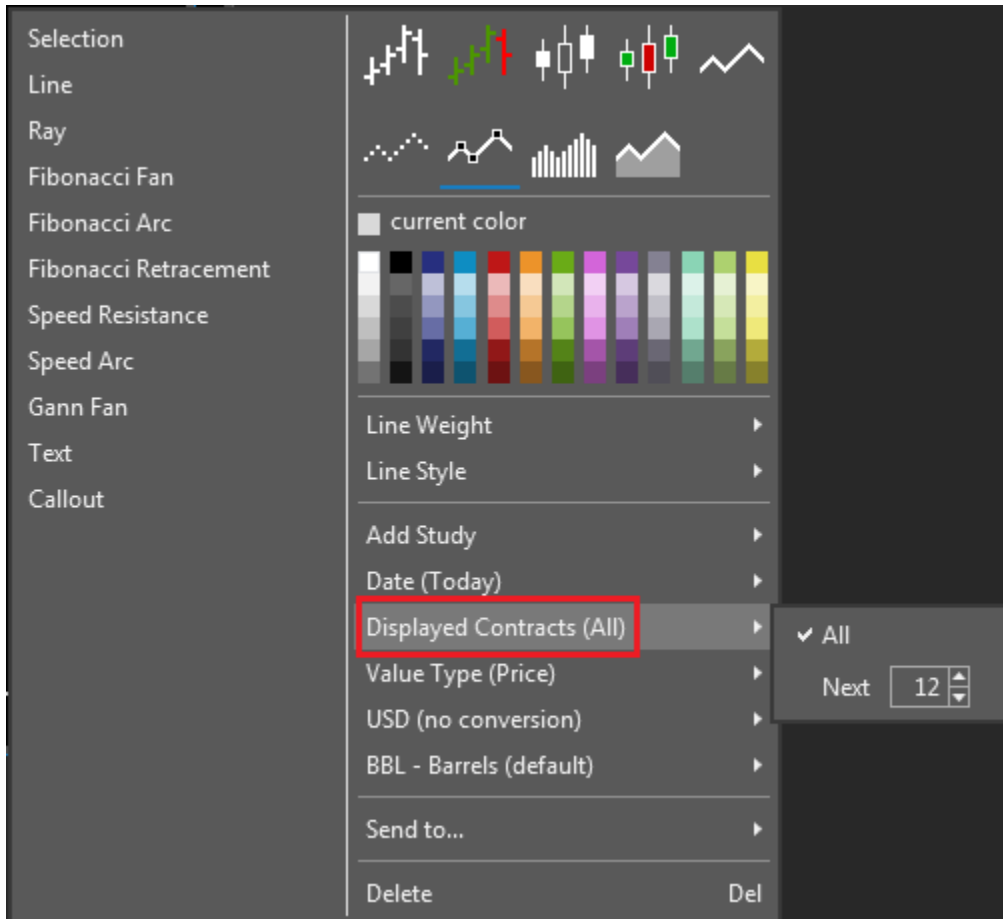 Selection
Line
Ray
Fibonacci Fan
Fibonacci Arc
Fibonacci Retracement
Speed Resistance
Speed Arc
Gann Fan
Text
Callout
current color
Line Weight
Line Style
Add Study
Date (Today)
Displayed Contracts (All)
Value Type (Price)
USD (no conversion)
BBL - Barrels (default)
Send to...
Delete Del
All
Next 12